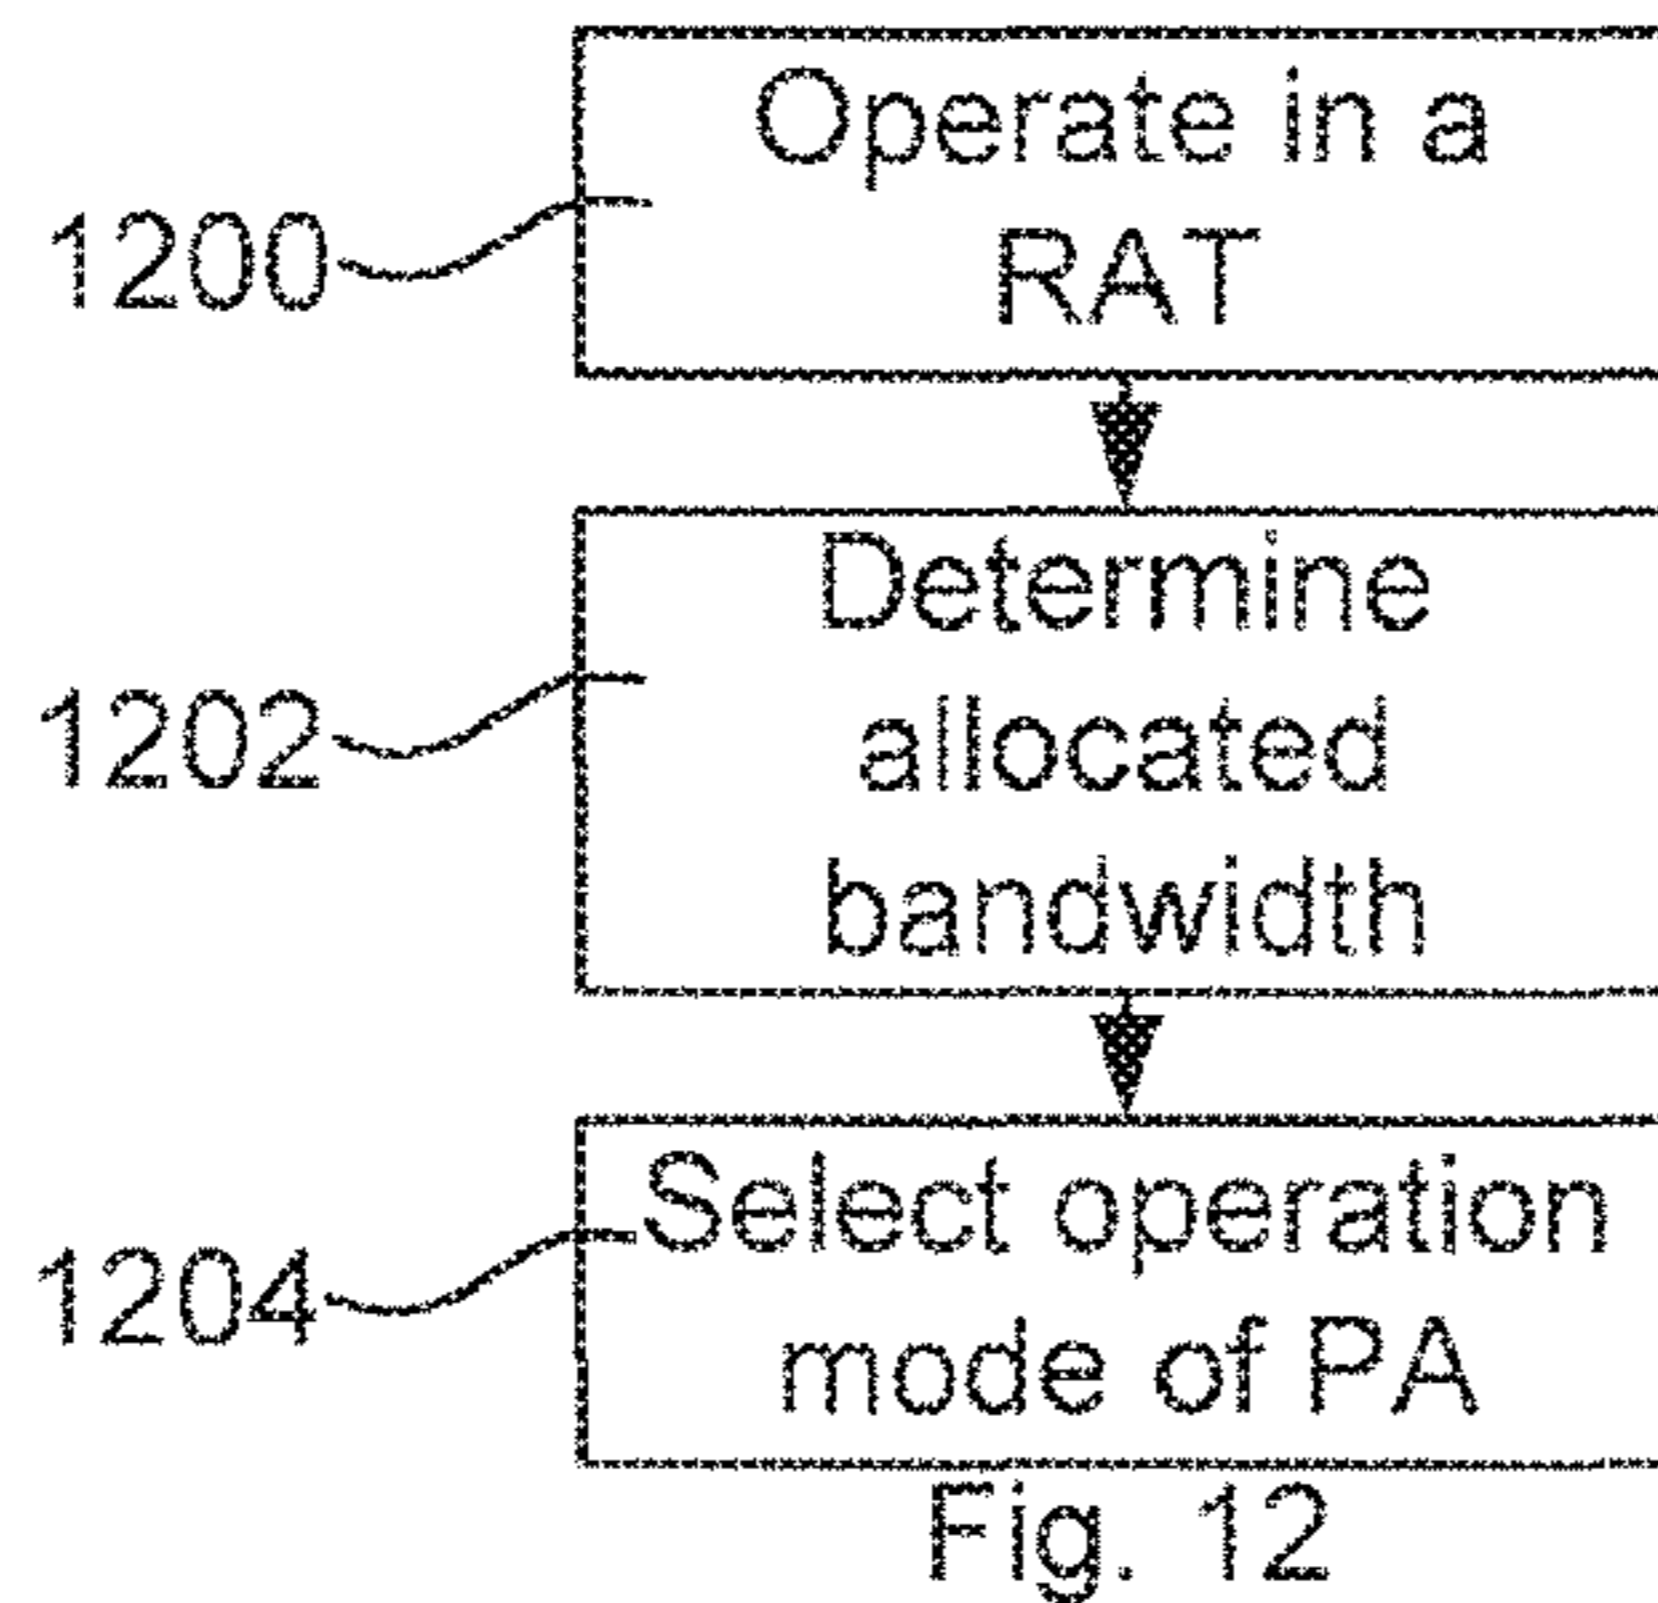 Operate in a
RAT
1200
Determine
allocated
bandwidth
1202
Select operation
mode of PA
1204
Fig. 12